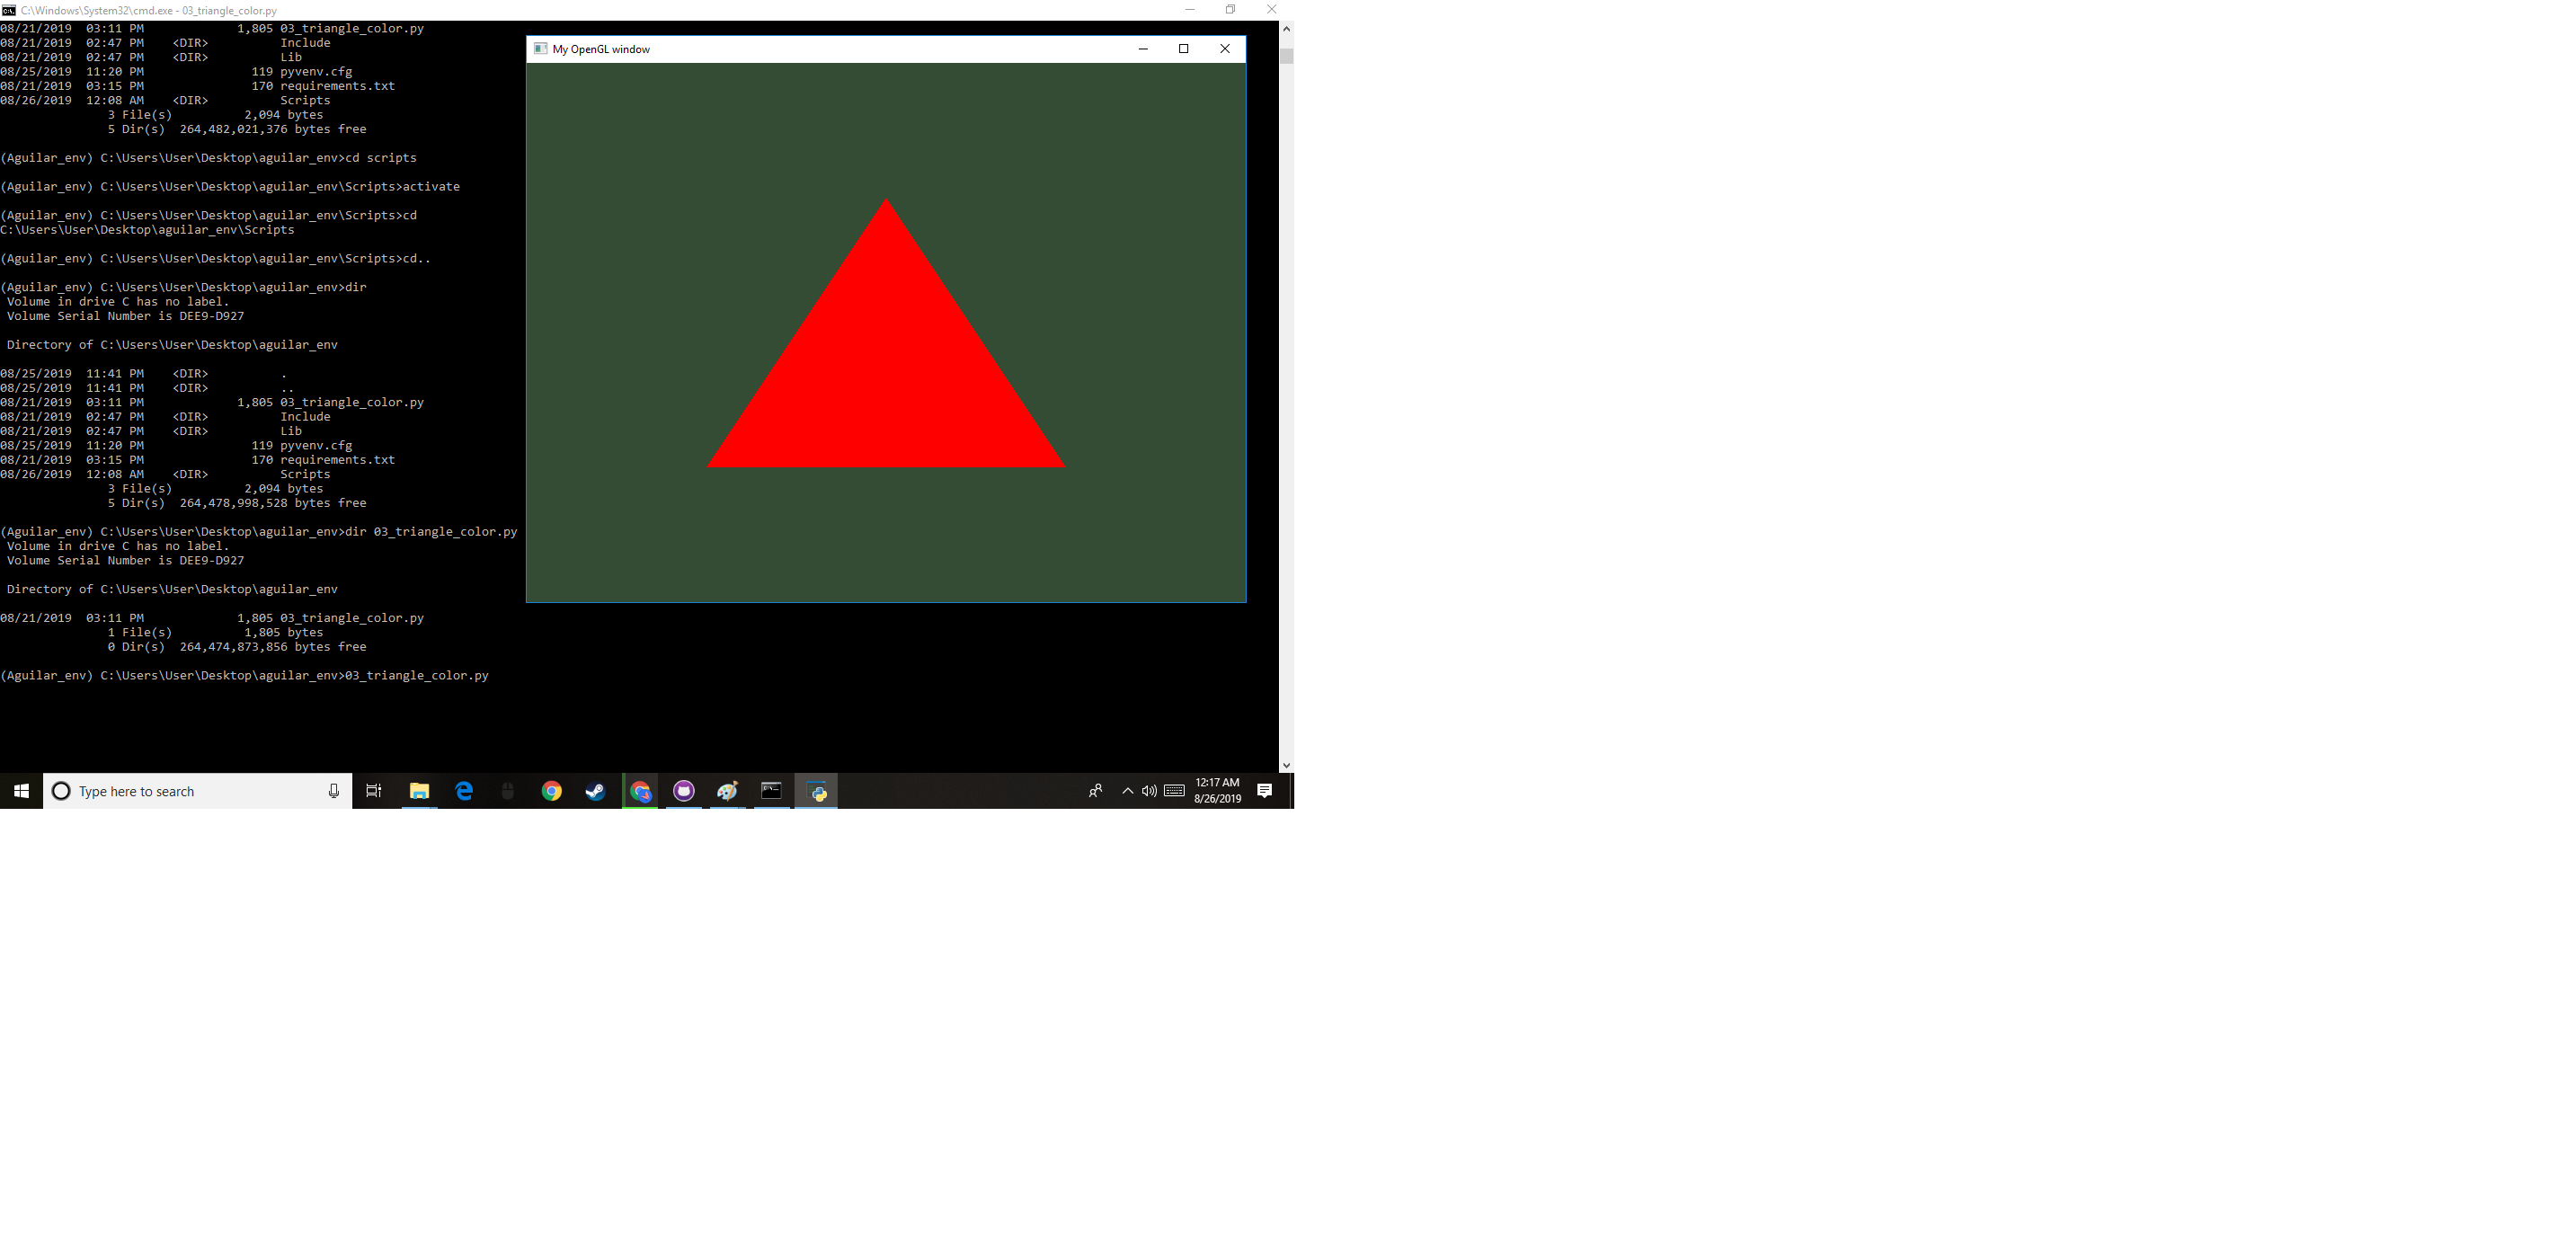 C:\Windows\System32\cmd.exe - 03_triangle_color.py
08/21/2019  03:11 PM             1,805 03_triangle_color.py
08/21/2019  02:47 PM    <DIR>          Include
08/21/2019  02:47 PM    <DIR>          Lib
08/25/2019  11:20 PM               119 pyvenv.cfg
08/21/2019  03:15 PM               170 requirements.txt
08/26/2019  12:08 AM    <DIR>          Scripts
               3 File(s)          2,094 bytes
               5 Dir(s)  264,482,021,376 bytes free
(Aguilar_env) C:\Users\User\Desktop\aguilar_env>cd scripts
(Aguilar_env) C:\Users\User\Desktop\aguilar_env\Scripts>activate
(Aguilar_env) C:\Users\User\Desktop\aguilar_env\Scripts>cd
C:\Users\User\Desktop\aguilar_env\Scripts
(Aguilar_env) C:\Users\User\Desktop\aguilar_env\Scripts>cd..
(Aguilar_env) C:\Users\User\Desktop\aguilar_env>dir
 Volume in drive C has no label.
 Volume Serial Number is DEE9-D927
 Directory of C:\Users\User\Desktop\aguilar_env
08/25/2019  11:41 PM    <DIR>          .
08/25/2019  11:41 PM    <DIR>          ..
08/21/2019  03:11 PM             1,805 03_triangle_color.py
08/21/2019  02:47 PM    <DIR>          Include
08/21/2019  02:47 PM    <DIR>          Lib
08/25/2019  11:20 PM               119 pyvenv.cfg
08/21/2019  03:15 PM               170 requirements.txt
08/26/2019  12:08 AM    <DIR>          Scripts
               3 File(s)          2,094 bytes
               5 Dir(s)  264,478,998,528 bytes free
(Aguilar_env) C:\Users\User\Desktop\aguilar_env>dir 03_triangle_color.py
 Volume in drive C has no label.
 Volume Serial Number is DEE9-D927
 Directory of C:\Users\User\Desktop\aguilar_env
08/21/2019  03:11 PM             1,805 03_triangle_color.py
               1 File(s)          1,805 bytes
               0 Dir(s)  264,474,873,856 bytes free
(Aguilar_env) C:\Users\User\Desktop\aguilar_env>03_triangle_color.py
My OpenGL window
Type here to search
12:17 AM
8/26/2019